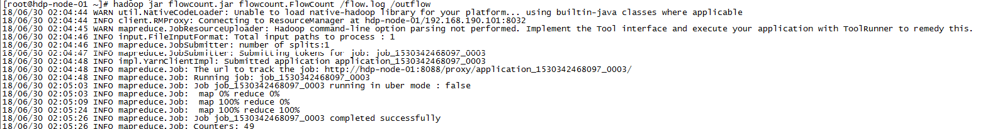 [root@hdp-node-01 ~]# hadoop jar flowcount.jar flowcount.FlowCount /flow.log /outflow
18/06/30 02:04:44 WARN util.NativeCodeLoader: Unable to load native-hadoop library for your platform... using builtin-java classes where applicable
18/06/30 02:04:44 INFO client.RMProxy: Connecting to ResourceManager at hdp-node-01/192.168.190.101:8032
18/06/30 02:04:45 WARN mapreduce.JobResourceUploader: Hadoop command-line option parsing not performed. Implement the Tool interface and execute your application with ToolRunner to remedy this.
18/06/30 02:04:46 INFO input.FileInputFormat: Total input paths to process : 1
18/06/30 02:04:46 INFO mapreduce.JobSubmitter: number of splits:1
18/06/30 02:04:47 INFO mapreduce.JobSubmitter: Submitting tokens for job: job_1530342468097_0003
18/06/30 02:04:48 INFO impl.YarnClientImpl: Submitted application application_1530342468097_0003
18/06/30 02:04:48 INFO mapreduce.Job: The url to track the job: http://hdp-node-01:8088/proxy/application_1530342468097_0003/
18/06/30 02:04:48 INFO mapreduce.Job: Running job: job_1530342468097_0003
18/06/30 02:05:03 INFO mapreduce.Job: Job job_1530342468097_0003 running in uber mode : false
18/06/30 02:05:03 INFO mapreduce.Job:  map 0% reduce 0%
18/06/30 02:05:09 INFO mapreduce.Job:  map 100% reduce 0%
18/06/30 02:05:24 INFO mapreduce.Job:  map 100% reduce 100%
18/06/30 02:05:26 INFO mapreduce.Job: Job job_1530342468097_0003 completed successfully
18/06/30 02:05:26 INFO mapreduce.Job: Counters: 49